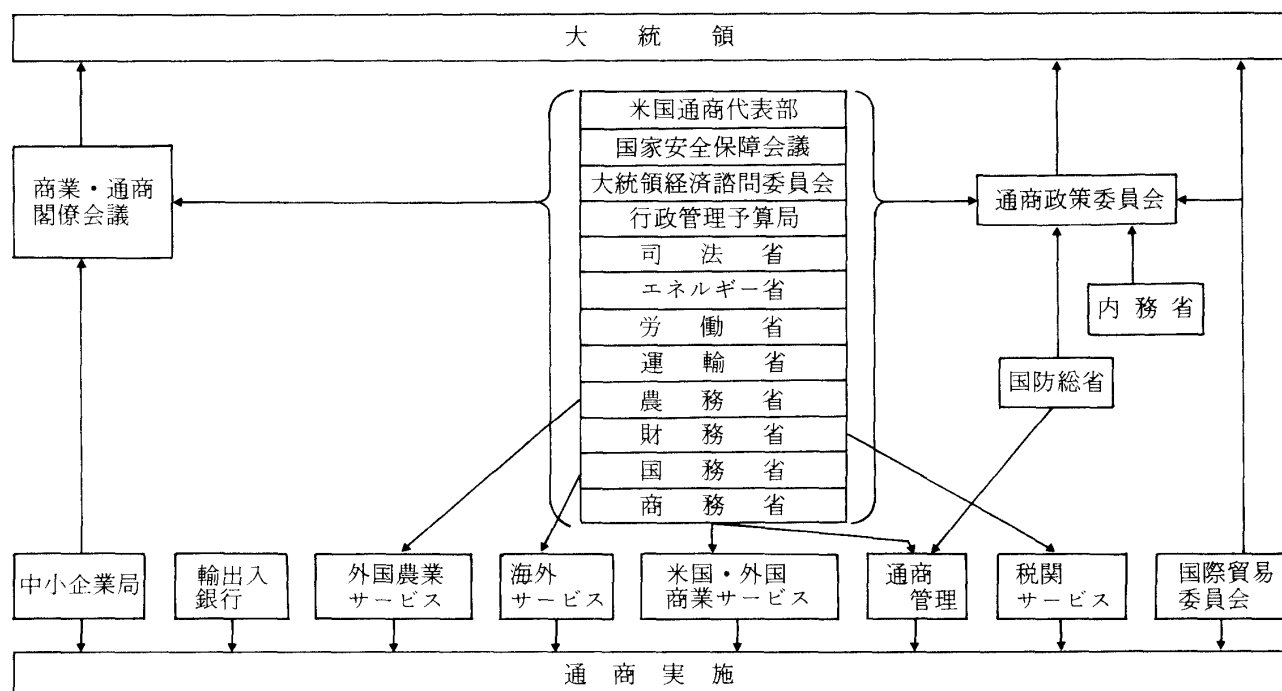 大統領
米国通商代表部
国家安全保障会議
大統領経済諮問委員会
行政管理予算局
司法省
エネルギー省
労働省
運輸省
農務省
財務省
国務省
商務省
商業・通商
閣僚会議
通商政策委員会
内務省
国防総省
中小企業局
輸出入
銀行
外国農業
サービス
海外
サービス
米国・外国
商業サービス
通商
管理
税関
サービス
国際貿易
委員会
通商実施